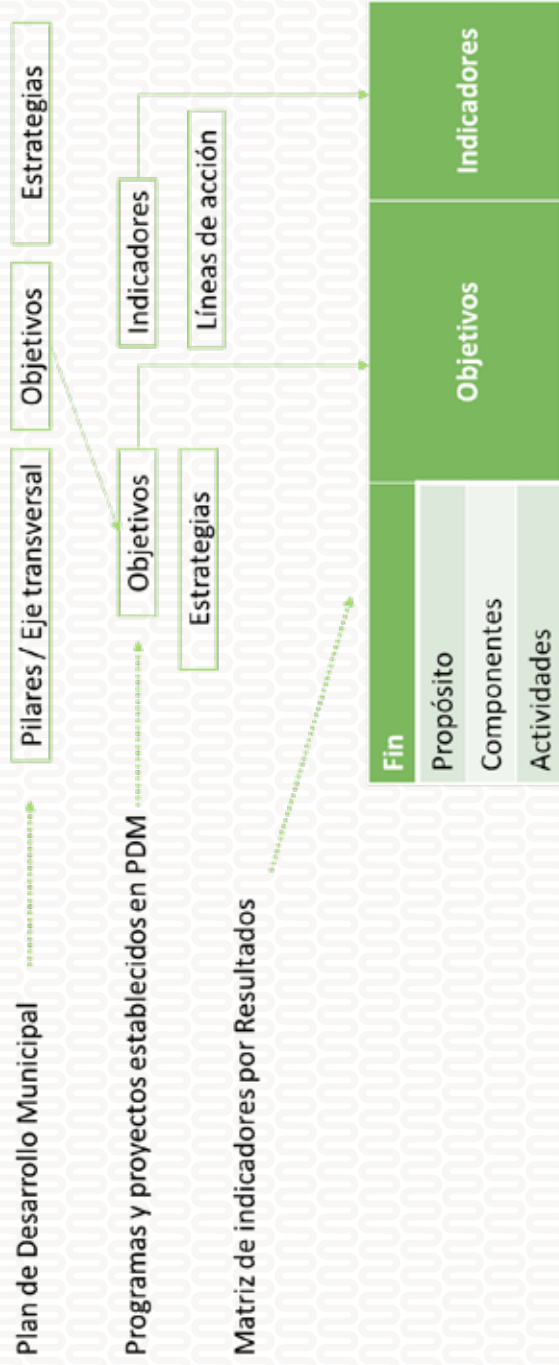 Plan de Desarrollo Municipal
Pilares / Eje transversal
Objetivos
Estrategias
Programas y proyectos establecidos en PDM
Objetivos
Indicadores
Estrategias
Líneas de acción
Matriz de indicadores por Resultados
Fin
Objetivos
Indicadores
Propósito
Componentes
Actividades